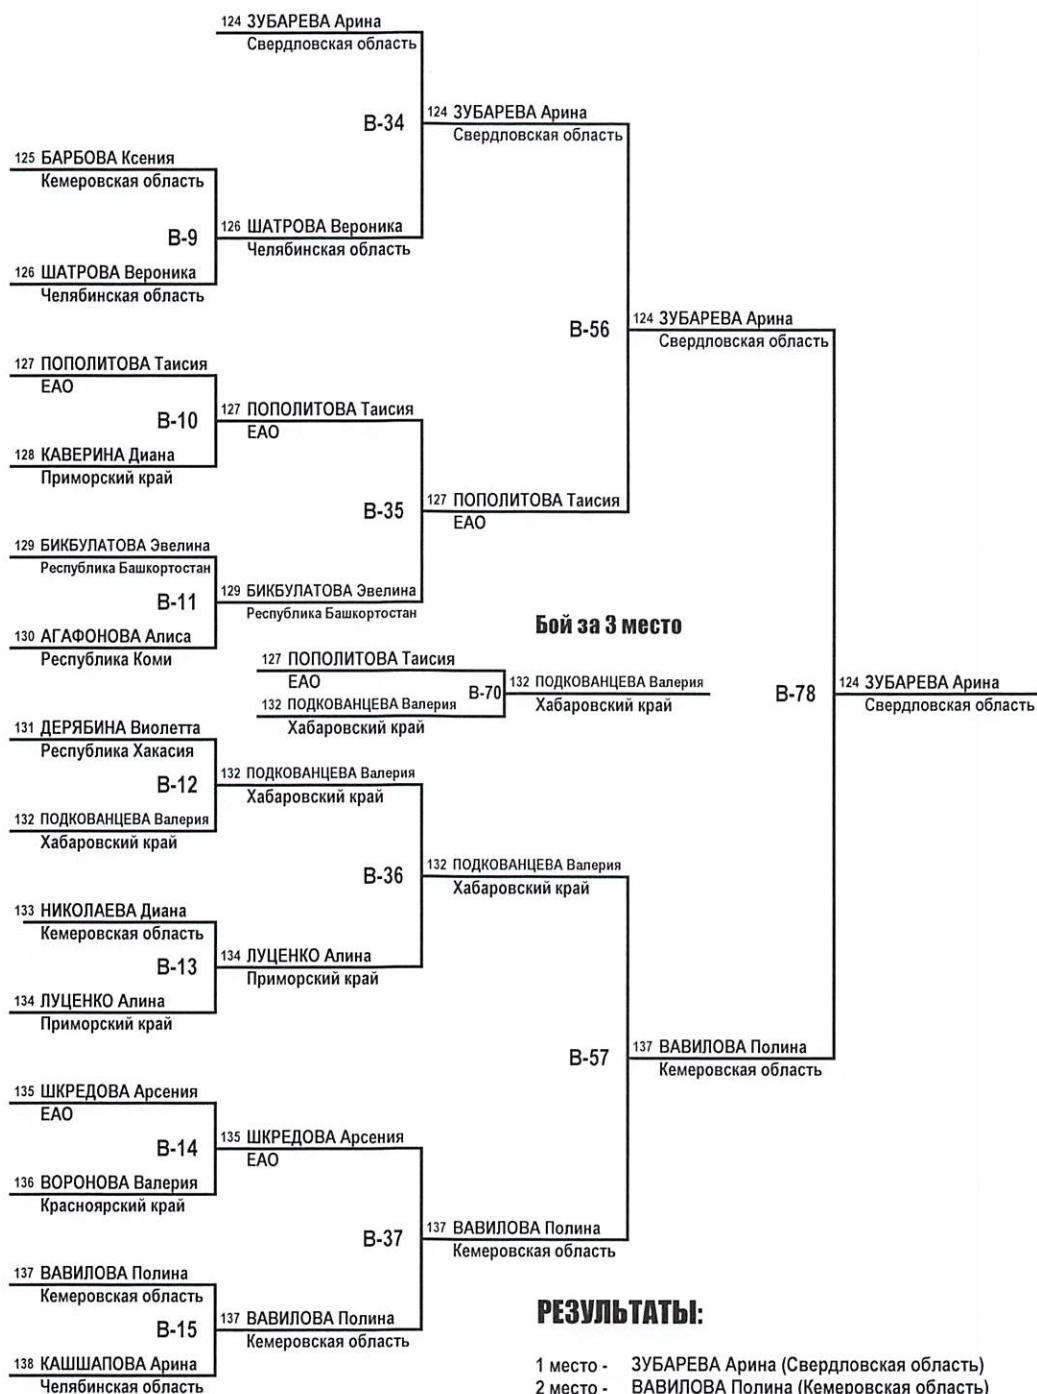 124 ЗУБАРЕВА Арина
Свердловская область
В-34
124 ЗУБАРЕВА Арина
Свердловская область
125 БАРБОВА Ксения
Кемеровская область
В-9
126 ШАТРОВА Вероника
Челябинская область
126 ШАТРОВА Вероника
Челябинская область
В-56
124 ЗУБАРЕВА Арина
Свердловская область
127 ПОПОЛИТОВА Таисия
ЕАО
В-10
127 ПОПОЛИТОВА Таисия
ЕАО
128 КАВЕРИНА Диана
Приморский край
В-35
127 ПОПОЛИТОВА Таисия
ЕАО
129 БИКБУЛАТОВА Эвелина
Республика Башкортостан
В-11
129 БИКБУЛАТОВА Эвелина
Республика Башкортостан
130 АГАФОНОВА Алиса
Республика Коми
Бой за 3 место
127 ПОПОЛИТОВА Таисия
ЕАО
В-70
132 ПОДКОВАНЦЕВА Валерия
Хабаровский край
132 ПОДКОВАНЦЕВА Валерия
Хабаровский край
В-78
124 ЗУБАРЕВА Арина
Свердловская область
131 ДЕРЯБИНА Виолетта
Республика Хакасия
В-12
132 ПОДКОВАНЦЕВА Валерия
Хабаровский край
132 ПОДКОВАНЦЕВА Валерия
Хабаровский край
В-36
132 ПОДКОВАНЦЕВА Валерия
Хабаровский край
133 НИКОЛАЕВА Диана
Кемеровская область
В-13
134 ЛУЦЕНКО Алина
Приморский край
134 ЛУЦЕНКО Алина
Приморский край
В-57
137 ВАВИЛОВА Полина
Кемеровская область
135 ШКРЕДОВА Арсения
ЕАО
В-14
135 ШКРЕДОВА Арсения
ЕАО
136 ВОРОНОВА Валерия
Красноярский край
В-37
137 ВАВИЛОВА Полина
Кемеровская область
137 ВАВИЛОВА Полина
Кемеровская область
В-15
137 ВАВИЛОВА Полина
Кемеровская область
138 КАШШАПОВА Арина
Челябинская область
РЕЗУЛЬТАТЫ:
1 место - ЗУБАРЕВА Арина (Свердловская область)
2 место - ВАВИЛОВА Полина (Кемеровская область)